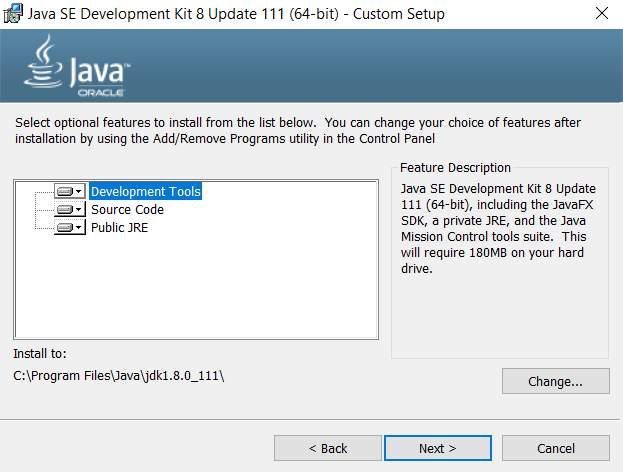 Java SE Development Kit 8 Update 111 (64-bit) - Custom Setup
Java™
ORACLE
Select optional features to install from the list below.  You can change your choice of features after
installation by using the Add/Remove Programs utility in the Control Panel
Development Tools
Source Code
Public JRE
Feature Description
Java SE Development Kit 8 Update
111 (64-bit), including the JavaFX
SDK, a private JRE, and the Java
Mission Control tools suite.  This
will require 180MB on your hard
drive.
Install to:
C:\Program Files\Java\jdk1.8.0_111\
Change...
< Back
Next >
Cancel